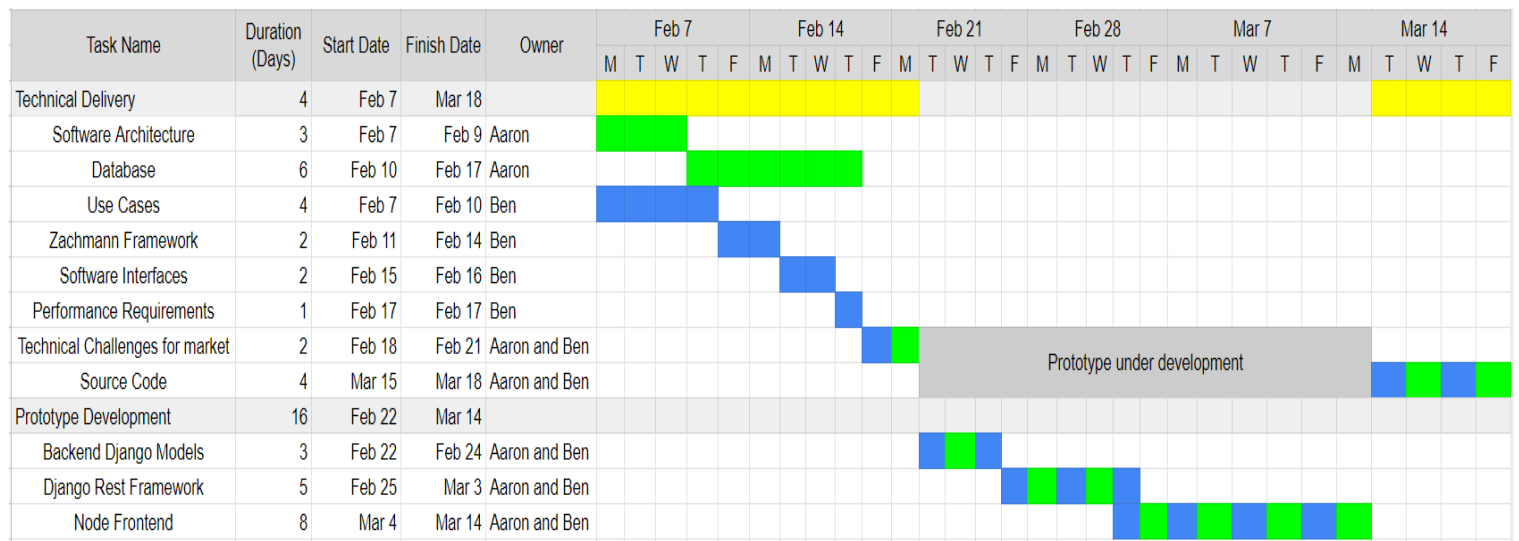 Task Name Duration (Days) Start Date Finish Date Owner Feb 7 Feb 14 Feb 21 Feb 28 Mar 7 Mar 14
M T W T F M T W T F M T W T F M T W T F M T W T F M T W T F
Technical Delivery 4 Feb 7 Mar 18
Software Architecture 3 Feb 7 Feb 9 Aaron
Database 6 Feb 10 Feb 17 Aaron
Use Cases 4 Feb 7 Feb 10 Ben
Zachmann Framework 2 Feb 11 Feb 14 Ben
Software Interfaces 2 Feb 15 Feb 16 Ben
Performance Requirements 1 Feb 17 Feb 17 Ben
Technical Challenges for market 2 Feb 18 Feb 21 Aaron and Ben
Prototype under development
Source Code 4 Mar 15 Mar 18 Aaron and Ben
Prototype Development 16 Feb 22 Mar 14
Backend Django Models 3 Feb 22 Feb 24 Aaron and Ben
Django Rest Framework 5 Feb 25 Mar 3 Aaron and Ben
Node Frontend 8 Mar 4 Mar 14 Aaron and Ben